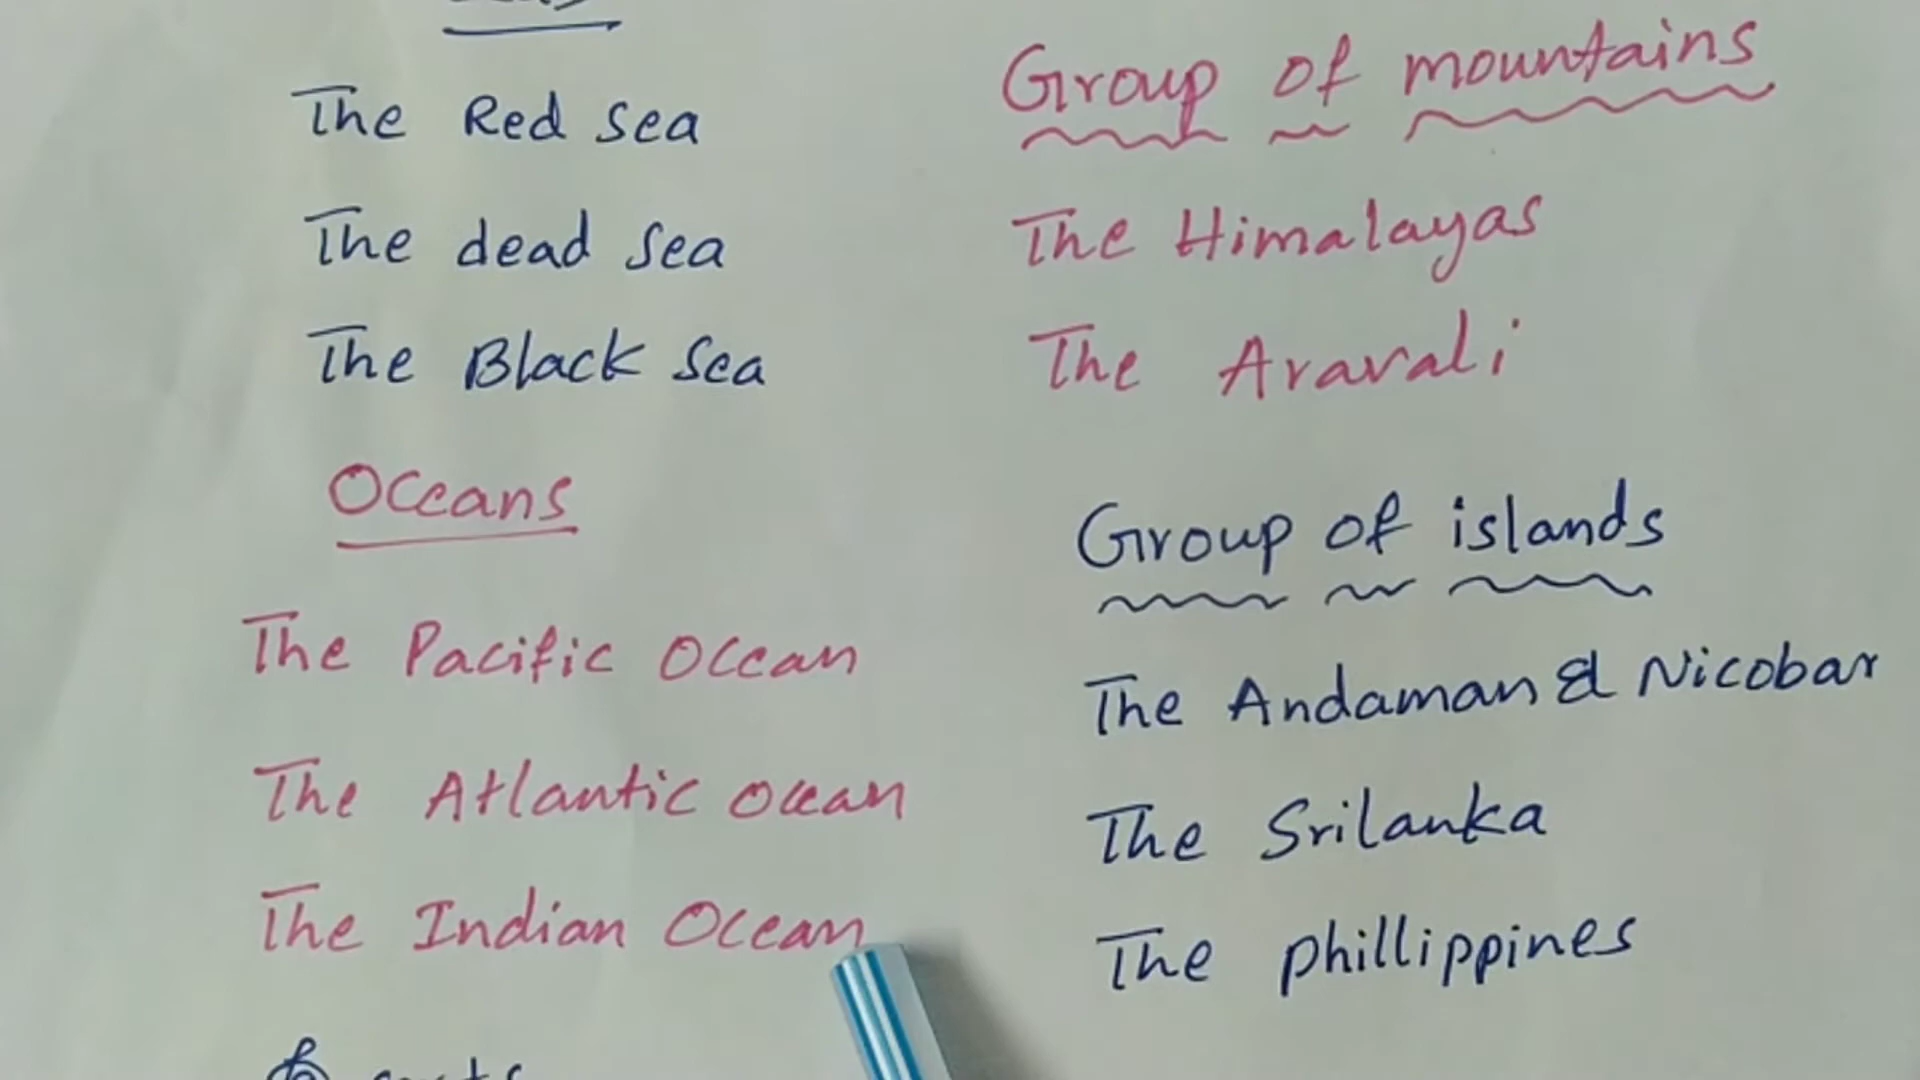 The Red Sea
The dead Sea
The Black Sea
Oceans
The Pacific Ocean
The Atlantic Ocean
The Indian Ocean
Group of mountains
The Himalayas
The Aravali
Group of islands
The Andaman & Nicobar
The Srilanka
The phillippines